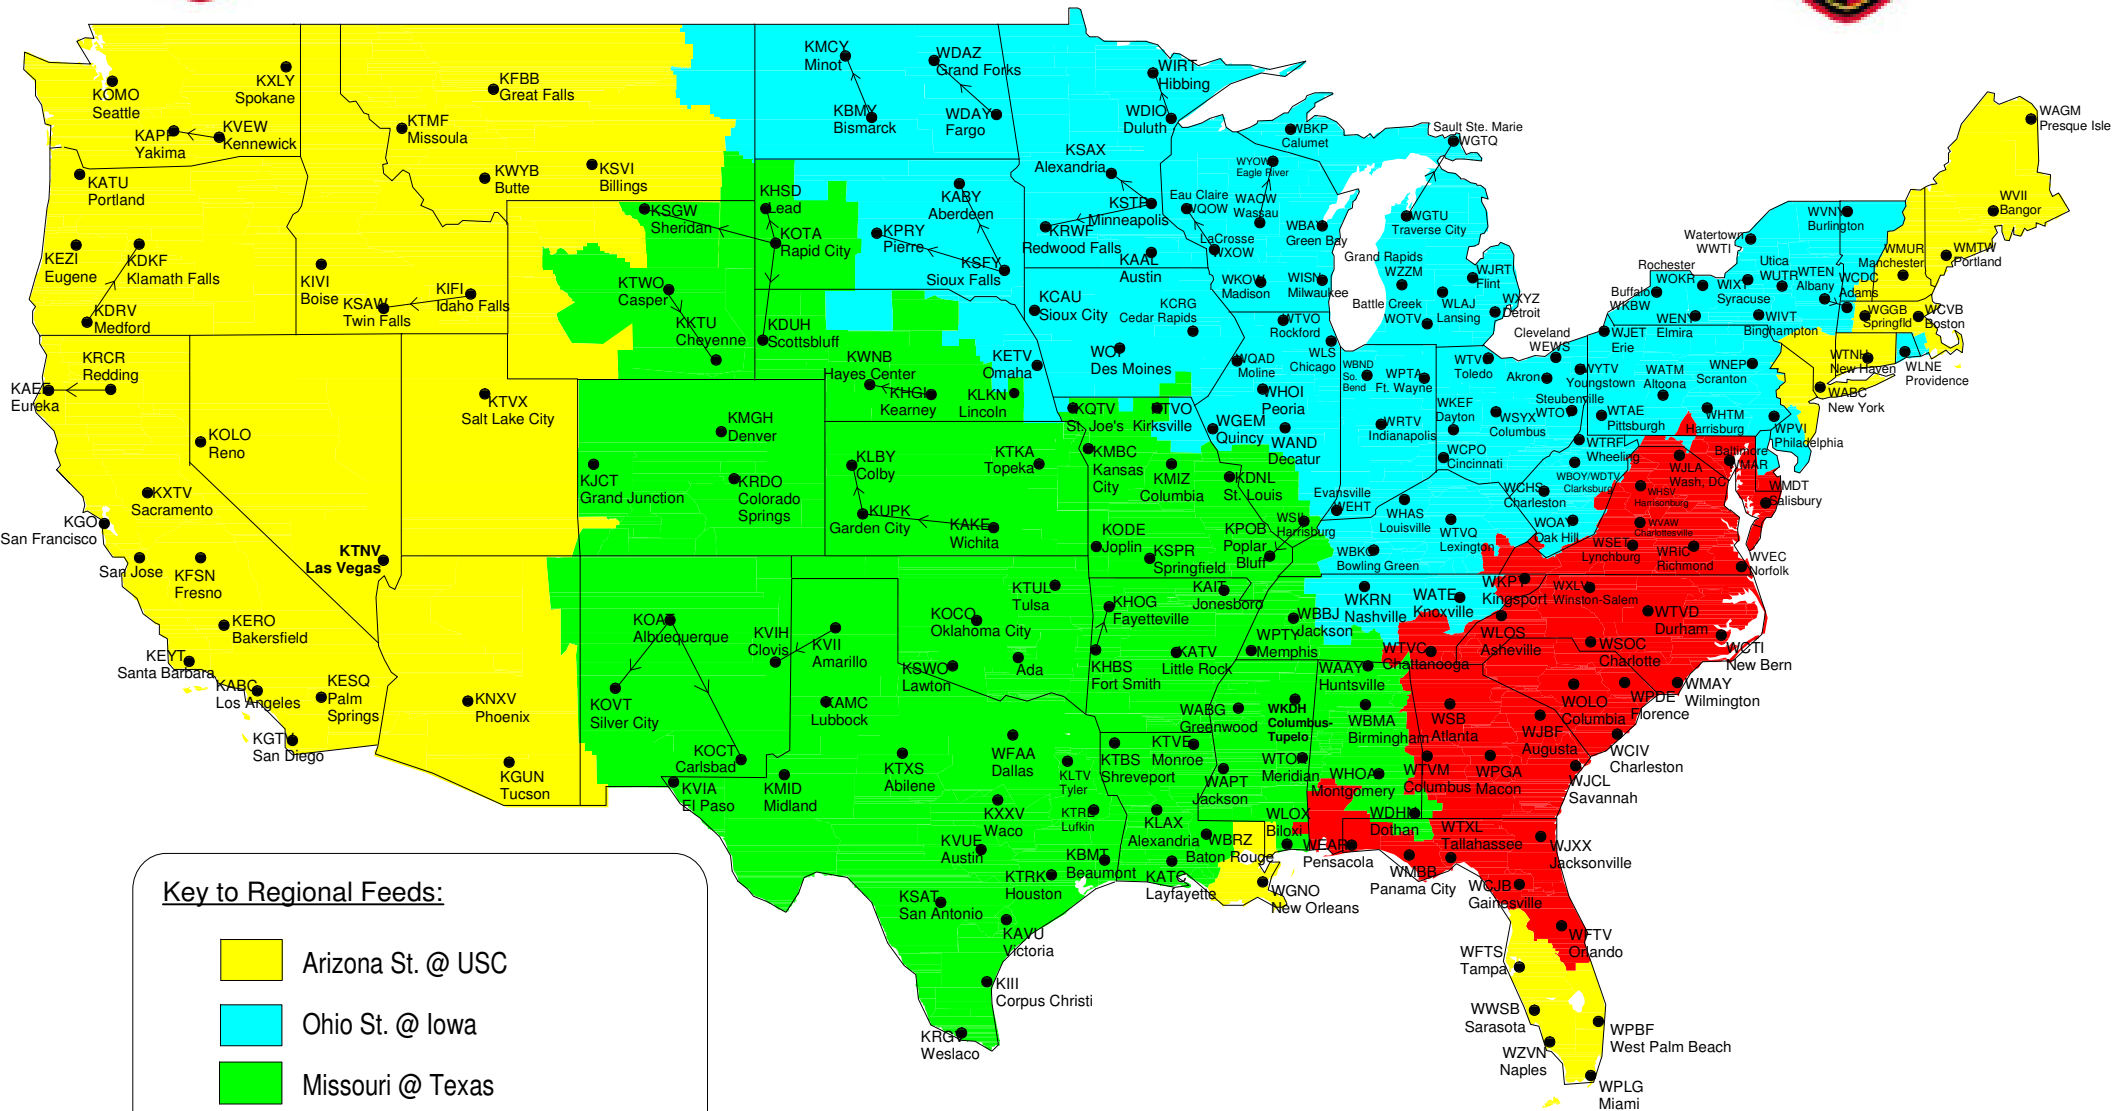 KOMO
Seattle
KXLY
Spokane
KAPP
Yakima
KVEW
Kennewick
KATU
Portland
KEZI
Eugene
KDKF
Klamath Falls
KDRV
Medford
KFBB
Great Falls
KTMF
Missoula
KWYB
Butte
KSVI
Billings
KIVI
Boise
KSAW
Twin Falls
KIFI
Idaho Falls
KRCR
Redding
KAEF
Eureka
KOLO
Reno
KTVX
Salt Lake City
KXTV
Sacramento
KGO
San Francisco
San Jose
KFSN
Fresno
KTNV
Las Vegas
KERO
Bakersfield
KEYT
Santa Barbara
KABC
Los Angeles
KESQ
Palm
Springs
KGTV
San Diego
KNXV
Phoenix
KGUN
Tucson
KMCY
Minot
KBMY
Bismarck
WDAZ
Grand Forks
WDAY
Fargo
WIRT
Hibbing
WDIO
Duluth
KSAX
Alexandria
KSTP
Minneapolis
KRWF
Redwood Falls
KAAL
Austin
KHSD
Lead
KSGW
Sheridan
KOTA
Rapid City
KABY
Aberdeen
KPRY
Pierre
KSFY
Sioux Falls
KTWO
Casper
KKTU
Cheyenne
KDUH
Scottsbluff
KWNB
Hayes Center
KHGI
Kearney
KLKN
Lincoln
KETV
Omaha
KCAU
Sioux City
KCRG
Cedar Rapids
WOI
Des Moines
KMGH
Denver
KJCT
Grand Junction
KRDO
Colorado
Springs
KLBY
Colby
KUPK
Garden City
KAKE
Wichita
KTKA
Topeka
KQTV
St. Joe's
KTVO
Kirksville
KMBC
Kansas
City
KMIZ
Columbia
KDNL
St. Louis
KODE
Joplin
KSPR
Springfield
KPOB
Poplar
Bluff
WSIL
Harrisburg
KOAT
Albuequerque
KOVT
Silver City
KOCT
Carlsbad
KVIH
Clovis
KVII
Amarillo
KOCO
Oklahoma City
KTUL
Tulsa
KSWO
Lawton
Ada
KHOG
Fayetteville
KHBS
Fort Smith
KAIT
Jonesboro
KATV
Little Rock
KAMC
Lubbock
KVIA
El Paso
KMID
Midland
KTXS
Abilene
WFAA
Dallas
KLTV
Tyler
KXXV
Waco
KTRE
Lufkin
KVUE
Austin
KBMT
Beaumont
KTRK
Houston
KSAT
San Antonio
KAVU
Victoria
KIII
Corpus Christi
KRGV
Weslaco
KTBS
Shreveport
KTVE
Monroe
KLAX
Alexandria
KATC
Layfayette
WBRZ
Baton Rouge
WGNO
New Orleans
WABG
Greenwood
WAPT
Jackson
WKDH
Columbus-
Tupelo
WTOK
Meridian
WLOX
Biloxi
WPTY
Memphis
WBBJ
Jackson
WKRN
Nashville
WATE
Knoxville
WKPT
Kingsport
WTVC
Chattanooga
WAAY
Huntsville
WBMA
Birmingham
WHOA
Montgomery
WDHN
Dothan
WEAR
Pensacola
WMBB
Panama City
WTXL
Tallahassee
WTVM
Columbus
WSB
Atlanta
WPGA
Macon
WJBF
Augusta
WJCL
Savannah
WCIV
Charleston
WOLO
Columbia
WPDE
Florence
WMAY
Wilmington
WCTI
New Bern
WTVD
Durham
WSOC
Charlotte
WLOS
Asheville
WXLV
Winston-Salem
WJXX
Jacksonville
WCJB
Gainesville
WFTV
Orlando
WFTS
Tampa
WWSB
Sarasota
WZVN
Naples
WPBF
West Palm Beach
WPLG
Miami
WBKP
Calumet
Sault Ste. Marie
WGTQ
WYOW
Eagle River
WAOW
Wassau
Eau Claire
WQOW
LaCrosse
WXOW
WBAY
Green Bay
WKOW
Madison
WISN
Milwaukee
WTVO
Rockford
WLS
Chicago
WQAD
Moline
WHOI
Peoria
WGEM
Quincy
WAND
Decatur
WGTU
Traverse City
Grand Rapids
WZZM
Battle Creek
WOTV
WLAJ
Lansing
WJRT
Flint
WXYZ
Detroit
WBND
So.
Bend
WPTA
Ft. Wayne
WRTV
Indianapolis
Evansville
WEHT
WHAS
Louisville
WTVQ
Lexington
WBKO
Bowling Green
WTVG
Toledo
Cleveland
WEWS
Akron
WYTV
Youngstown
Steubenville
WTOV
WKEF
Dayton
WSYX
Columbus
WCPO
Cincinnati
WTRF
Wheeling
WBOY/WDTV
Clarksburg
WCHS
Charleston
WOAY
Oak Hill
WJET
Erie
WTAE
Pittsburgh
WATM
Altoona
WHTM
Harrisburg
WNEP
Scranton
WPVI
Philadelphia
Buffalo
WKBW
Rochester
WOKR
WENY
Elmira
WIXT
Syracuse
Utica
WUTR
WIVT
Binghampton
Watertown
WWTI
WTEN
Albany
WCDC
Adams
WVNY
Burlington
WMUR
Manchester
WMTW
Portland
WVII
Bangor
WAGM
Presque Isle
WGGB
Springfld
WCVB
Boston
WTNH
New Haven
WLNE
Providence
WABC
New York
Baltimore
WMAR
WJLA
Wash. DC
WMDT
Salisbury
WHSV
Harrisonburg
WVAW
Charlottesville
WSET
Lynchburg
WRIC
Richmond
WVEC
Norfolk
Key to Regional Feeds:
Arizona St. @ USC
Ohio St. @ Iowa
Missouri @ Texas